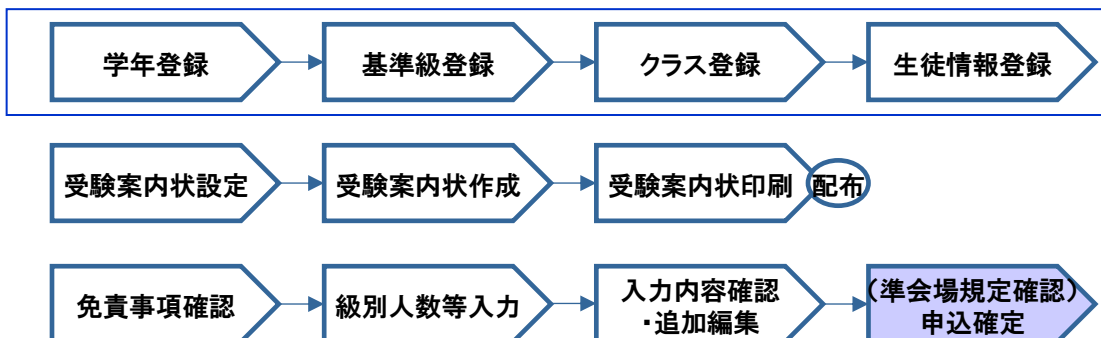 学年登録
基準級登録
クラス登録
生徒情報登録
受験案内状設定
受験案内状作成
受験案内状印刷
配布
免責事項確認
級別人数等入力
入力内容確認
・追加編集
(準会場規定確認)
申込確定